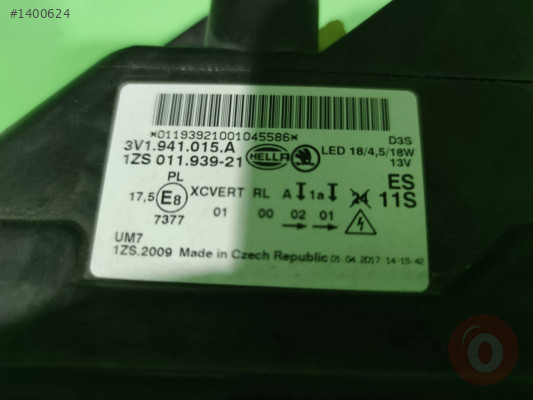 #1400624
*01193921001045586*
3V1.941.015.A
D3S
1ZS 011.939-21
HELLA
LED 18/4,5/18W
13V
PL
17,5 E8 XCVERT RL A 1a 24 ES
7377 01 00 02 01 11S
UM7
1ZS.2009 Made in Czech Republic 01.04.2017 14-15-42